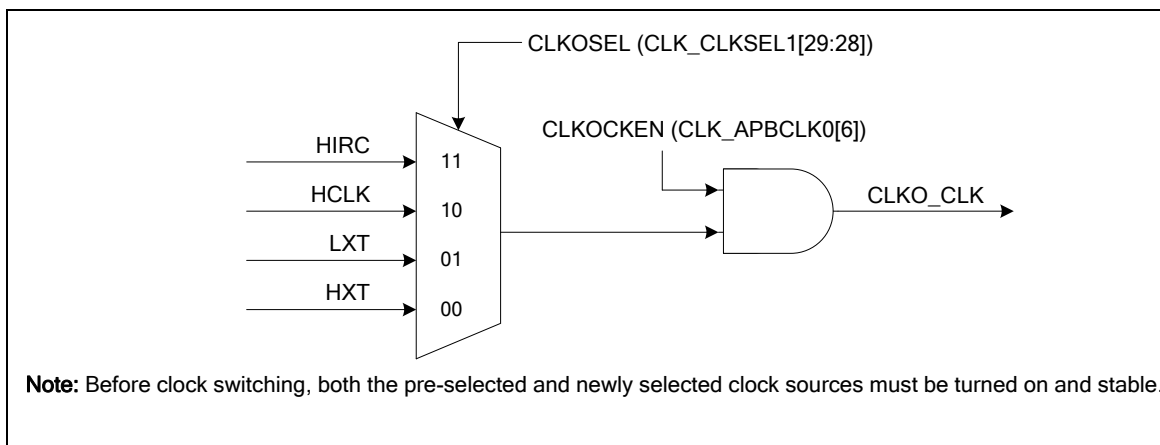 CLKOSEL (CLK_CLKSEL1[29:28])
CLKOCKEN (CLK_APBCLK0[6])
HIRC
11
HCLK
10
CLKO_CLK
LXT
01
HXT
00
Note: Before clock switching, both the pre-selected and newly selected clock sources must be turned on and stable.